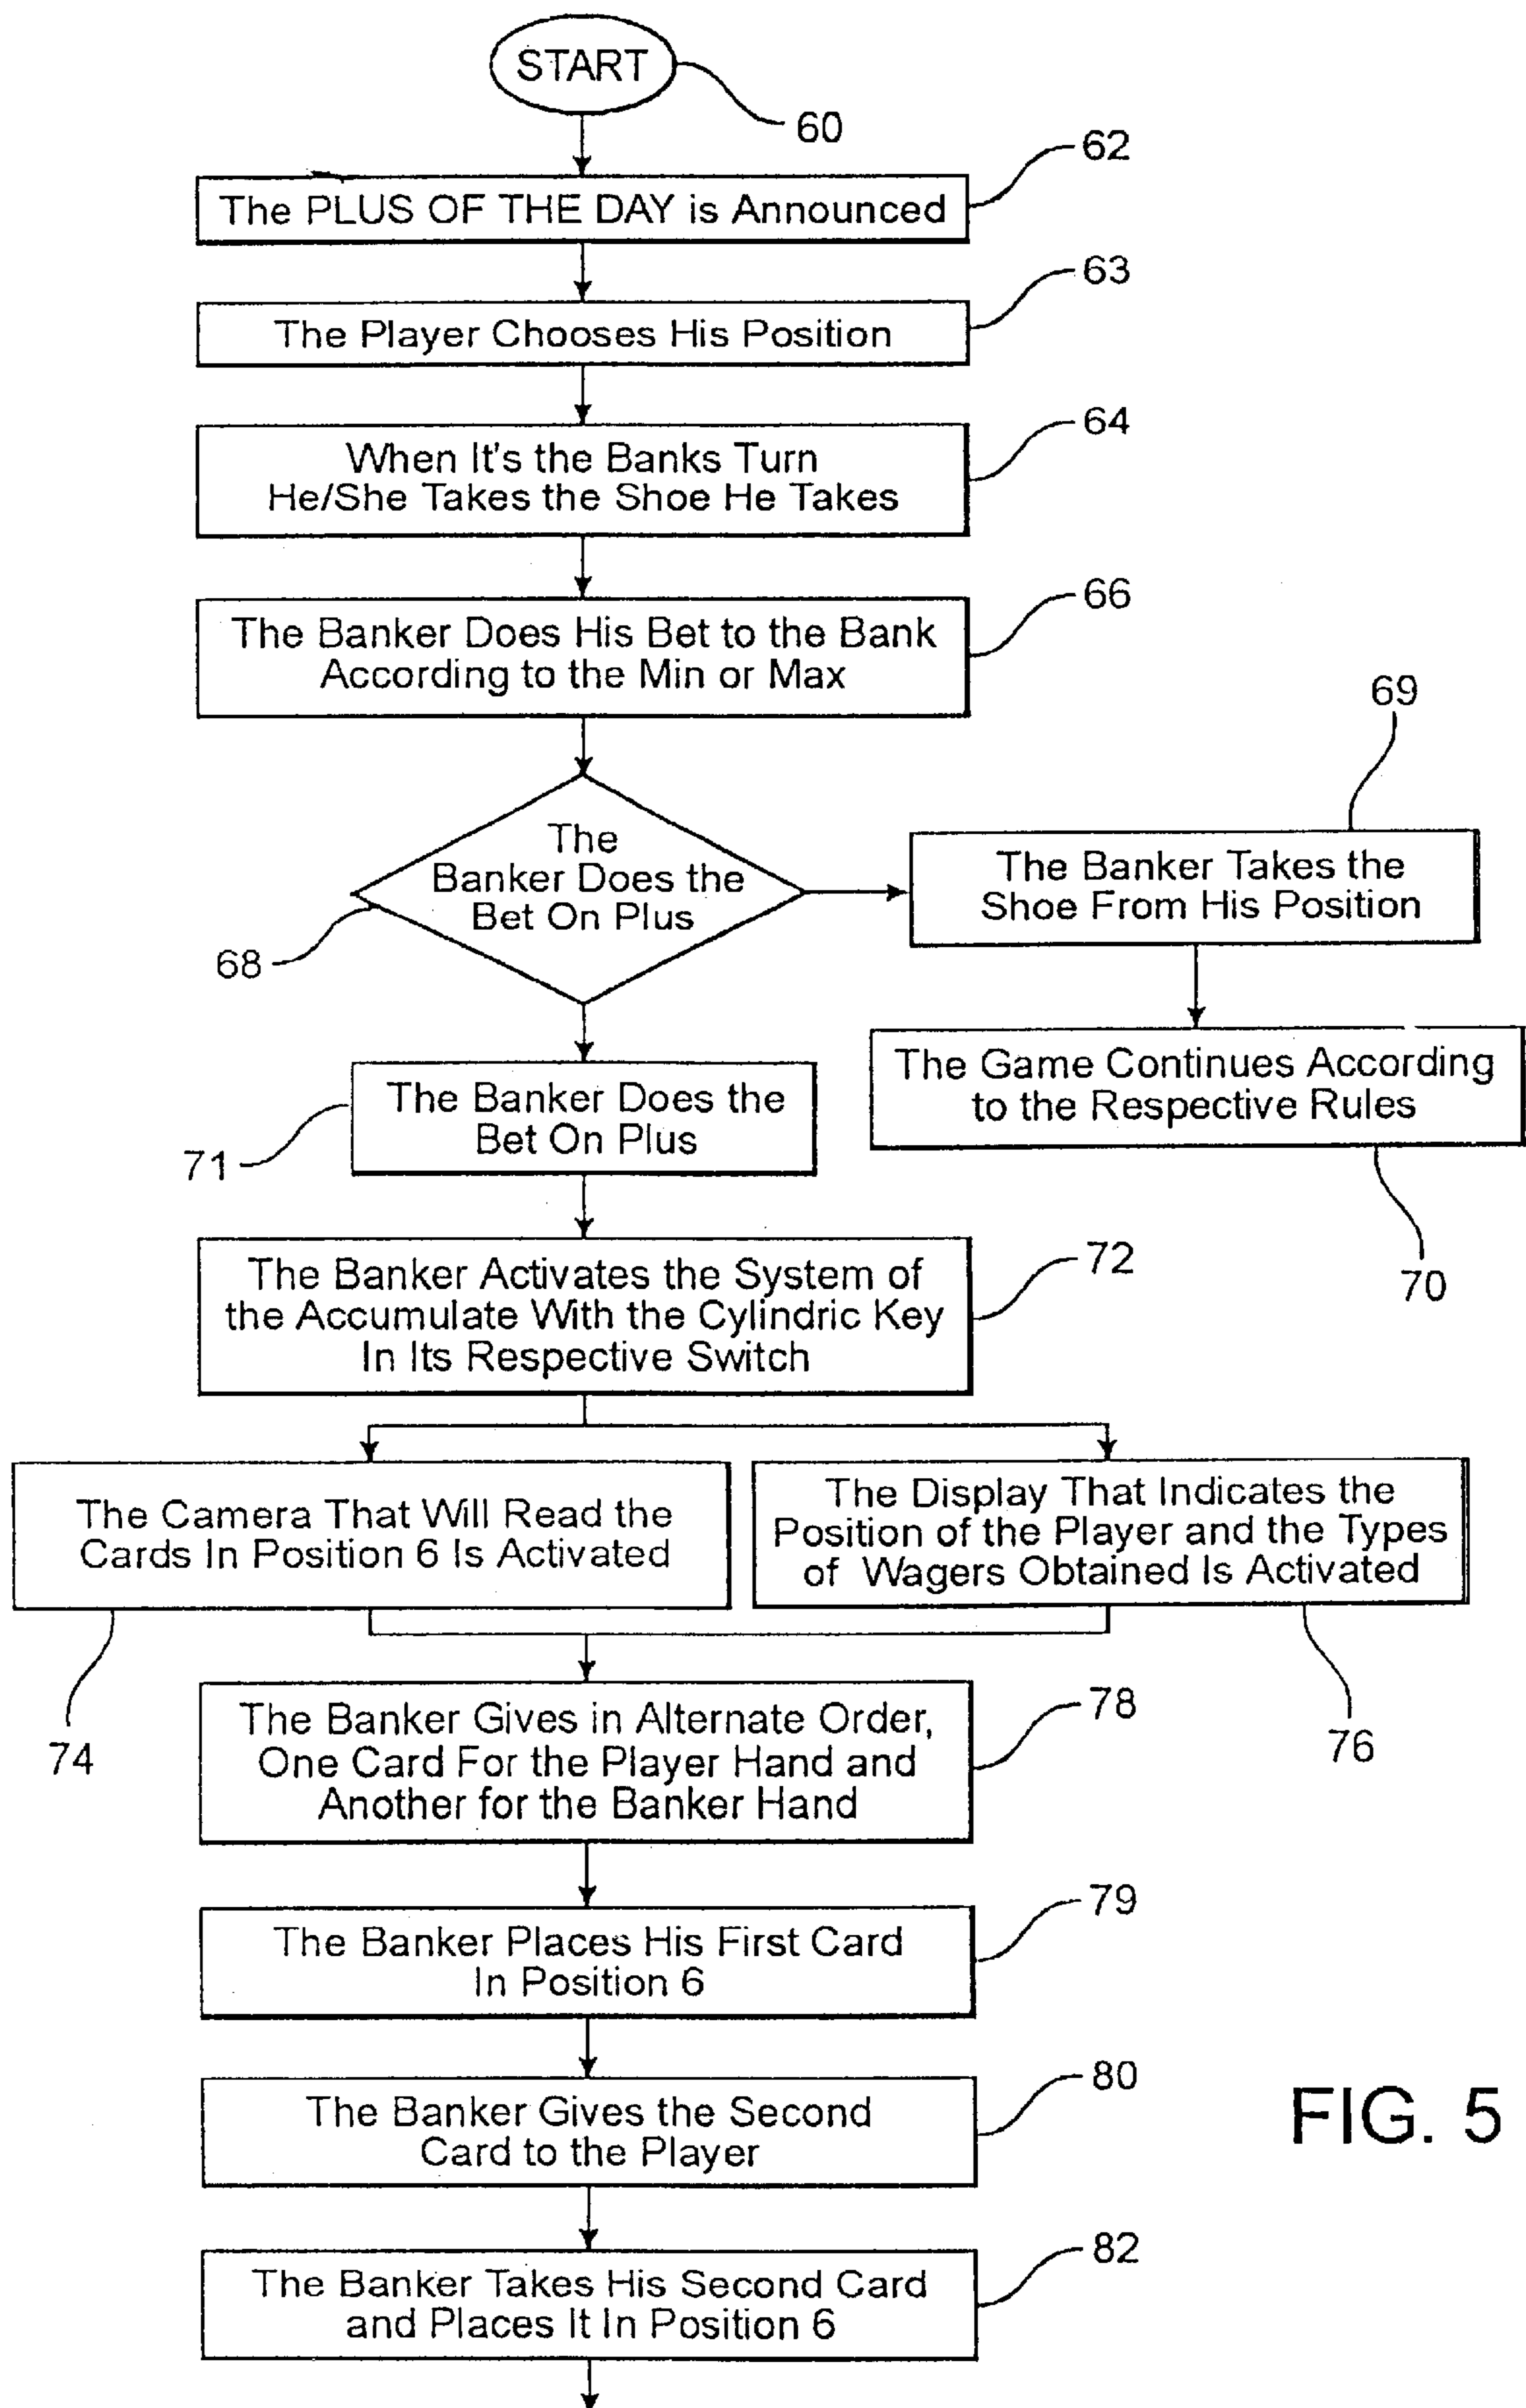 START
60
62
The PLUS OF THE DAY is Announced
63
The Player Chooses His Position
64
When It's the Banks Turn
He/She Takes the Shoe He Takes
66
The Banker Does His Bet to the Bank
According to the Min or Max
69
The
Banker Does the
Bet On Plus
68
The Banker Takes the
Shoe From His Position
The Game Continues According
to the Respective Rules
70
The Banker Does the
Bet On Plus
71
72
The Banker Activates the System of
the Accumulate With the Cylindric Key
In Its Respective Switch
The Camera That Will Read the
Cards In Position 6 Is Activated
74
The Display That Indicates the
Position of the Player and the Types
of Wagers Obtained Is Activated
76
78
The Banker Gives in Alternate Order,
One Card For the Player Hand and
Another for the Banker Hand
79
The Banker Places His First Card
In Position 6
80
The Banker Gives the Second
Card to the Player
FIG. 5
82
The Banker Takes His Second Card
and Places It In Position 6